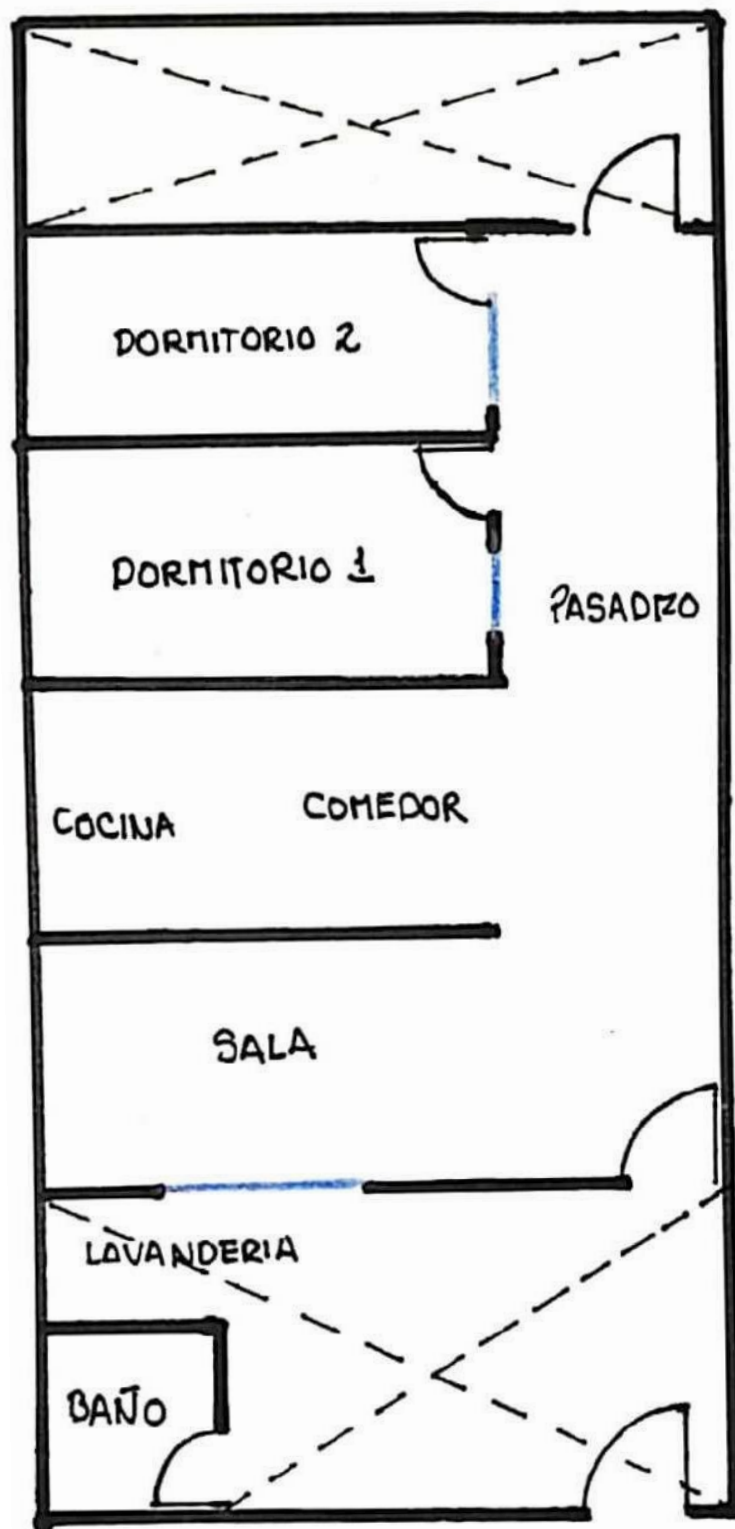 DORMITORIO 2
DORMITORIO 1
PASADIZO
COCINA
COMEDOR
SALA
LAVANDERIA
BAÑO